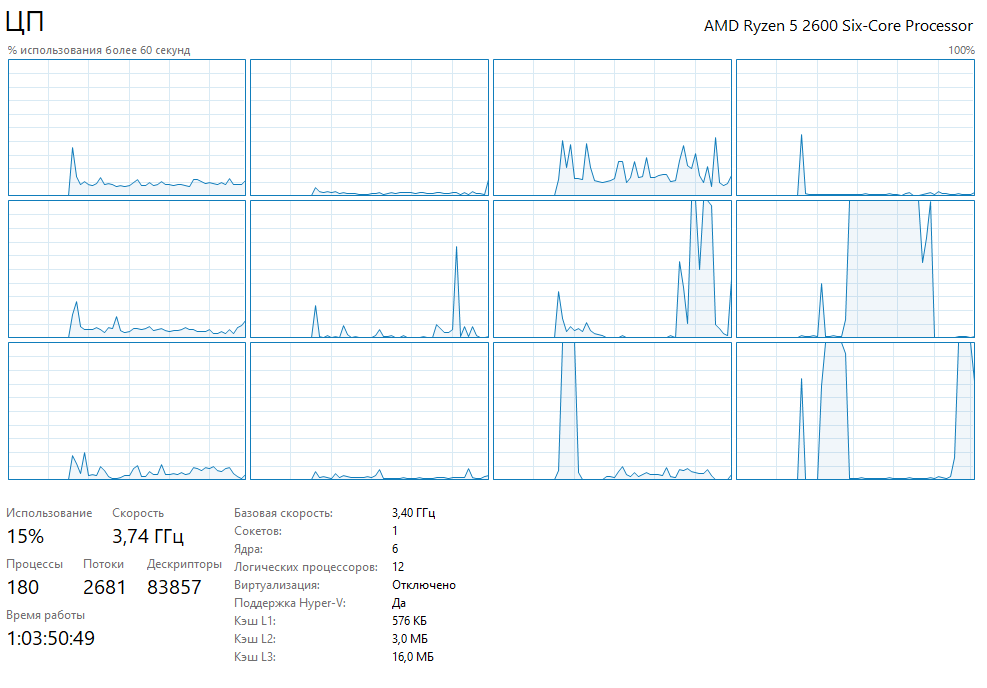 ЦП
AMD Ryzen 5 2600 Six-Core Processor
% использования более 60 секунд
100%
Использование Скорость
15% 3,74 ГГц
Процессы Потоки Дескрипторы
180 2681 83857
Время работы
1:03:50:49
Базовая скорость: 3,40 ГГц
Сокетов: 1
Ядра: 6
Логических процессоров: 12
Виртуализация: Отключено
Поддержка Hyper-V: Да
Кэш L1: 576 КБ
Кэш L2: 3,0 МБ
Кэш L3: 16,0 МБ